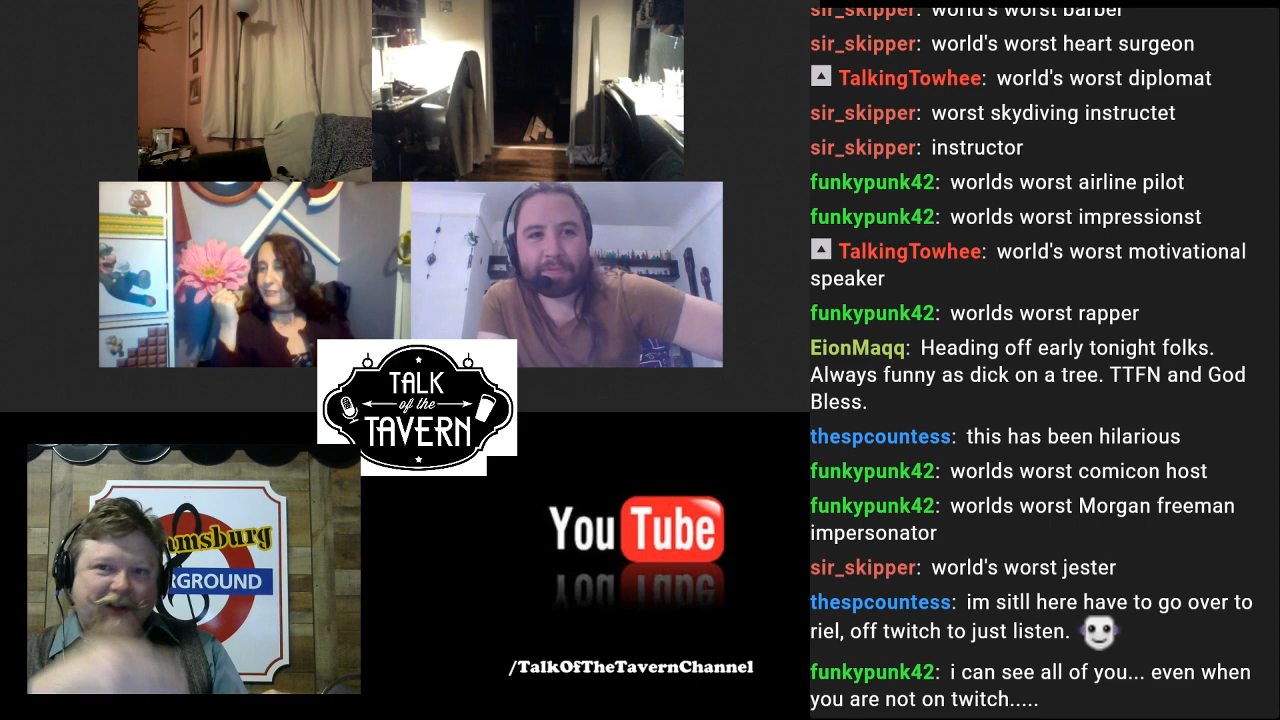 sir_skipper: world's worst barber
sir_skipper: world's worst heart surgeon
TalkingTowhee: world's worst diplomat
sir_skipper: worst skydiving instructet
sir_skipper: instructor
funkypunk42: worlds worst airline pilot
funkypunk42: worlds worst impressionst
TalkingTowhee: world's worst motivational
speaker
funkypunk42: worlds worst rapper
EionMaqq: Heading off early tonight folks.
Always funny as dick on a tree. TTFN and God
Bless.
thespcountess: this has been hilarious
funkypunk42: worlds worst comicon host
funkypunk42: worlds worst Morgan freeman
impersonator
sir_skipper: world's worst jester
thespcountess: im sitll here have to go over to
riel, off twitch to just listen.
funkypunk42: i can see all of you... even when
you are not on twitch.....
TALK
of the
TAVERN
amsburg
RGROUND
YouTube
/TalkOfTheTavernChannel